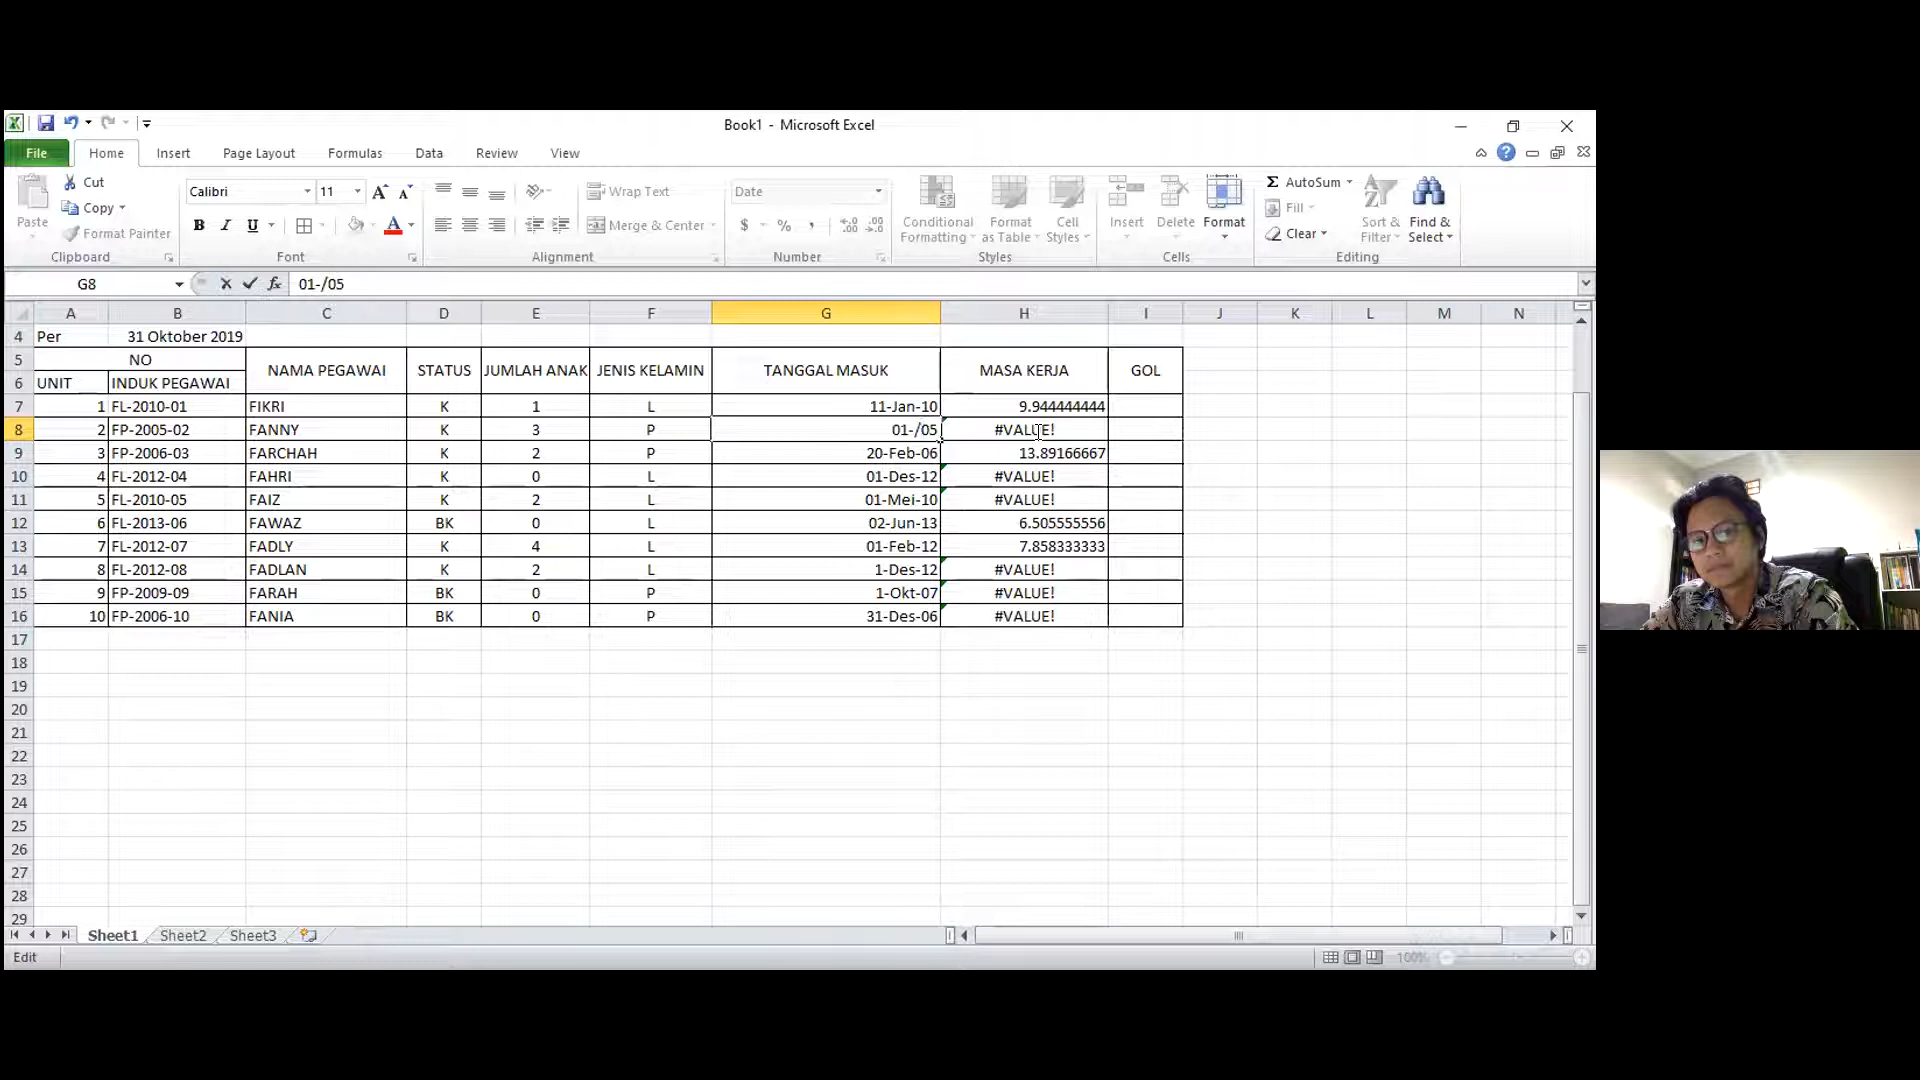 Book1 - Microsoft Excel
File Home Insert Page Layout Formulas Data Review View
Paste
Cut
Copy
Format Painter
Clipboard
Calibri 11 A A
B I U A
Font
Wrap Text
Merge & Center
Alignment
Date
$ % ,
Number
Conditional Formatting
Format as Table
Cell Styles
Styles
Insert Delete Format
Cells
Σ AutoSum
Fill
Clear
Sort & Filter
Find & Select
Editing
G8 fx 01-/05
A B C D E F G H I J K L M N
4 Per 31 Oktober 2019
5 NO NAMA PEGAWAI STATUS JUMLAH ANAK JENIS KELAMIN TANGGAL MASUK MASA KERJA GOL
6 UNIT INDUK PEGAWAI
7 1 FL-2010-01 FIKRI K 1 L 11-Jan-10 9.944444444
8 2 FP-2005-02 FANNY K 3 P 01-/05 #VALUE!
9 3 FP-2006-03 FARCHAH K 2 P 20-Feb-06 13.89166667
10 4 FL-2012-04 FAHRI K 0 L 01-Des-12 #VALUE!
11 5 FL-2010-05 FAIZ K 2 L 01-Mei-10 #VALUE!
12 6 FL-2013-06 FAWAZ BK 0 L 02-Jun-13 6.505555556
13 7 FL-2012-07 FADLY K 4 L 01-Feb-12 7.858333333
14 8 FL-2012-08 FADLAN K 2 L 1-Des-12 #VALUE!
15 9 FP-2009-09 FARAH BK 0 P 1-Okt-07 #VALUE!
16 10 FP-2006-10 FANIA BK 0 P 31-Des-06 #VALUE!
17
18
19
20
21
22
23
24
25
26
27
28
29
Sheet1 Sheet2 Sheet3
Edit 100%